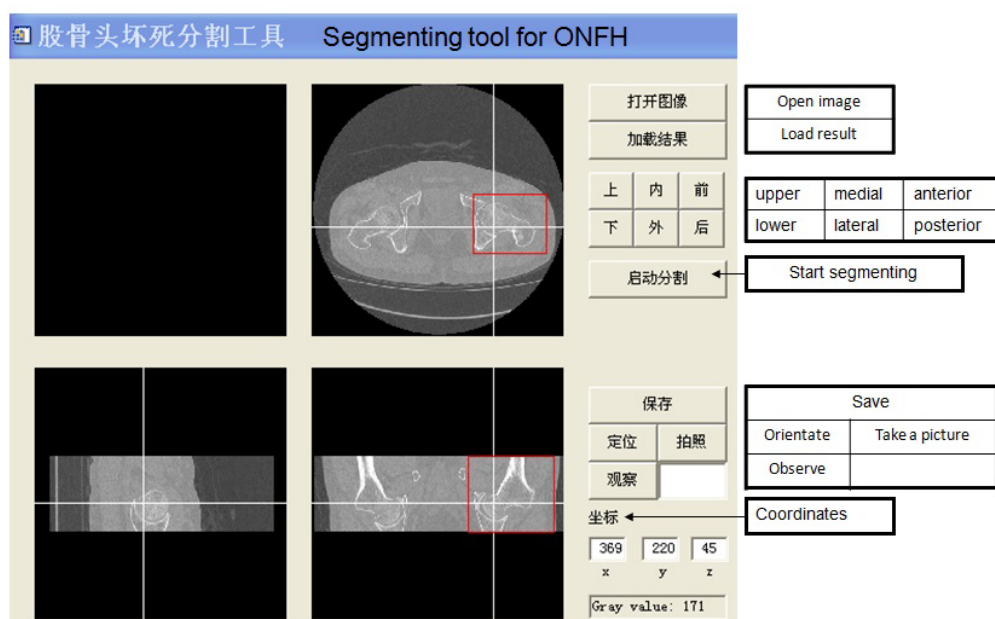 股骨头坏死分割工具 Segmenting tool for ONFH
打开图像
加载结果
Open image
Load result
上 内 前
下 外 后
upper medial anterior
lower lateral posterior
启动分割
Start segmenting
保存
定位 拍照
观察
Save
Orientate Take a picture
Observe
坐标
Coordinates
369 220 45
x y z
Gray value: 171